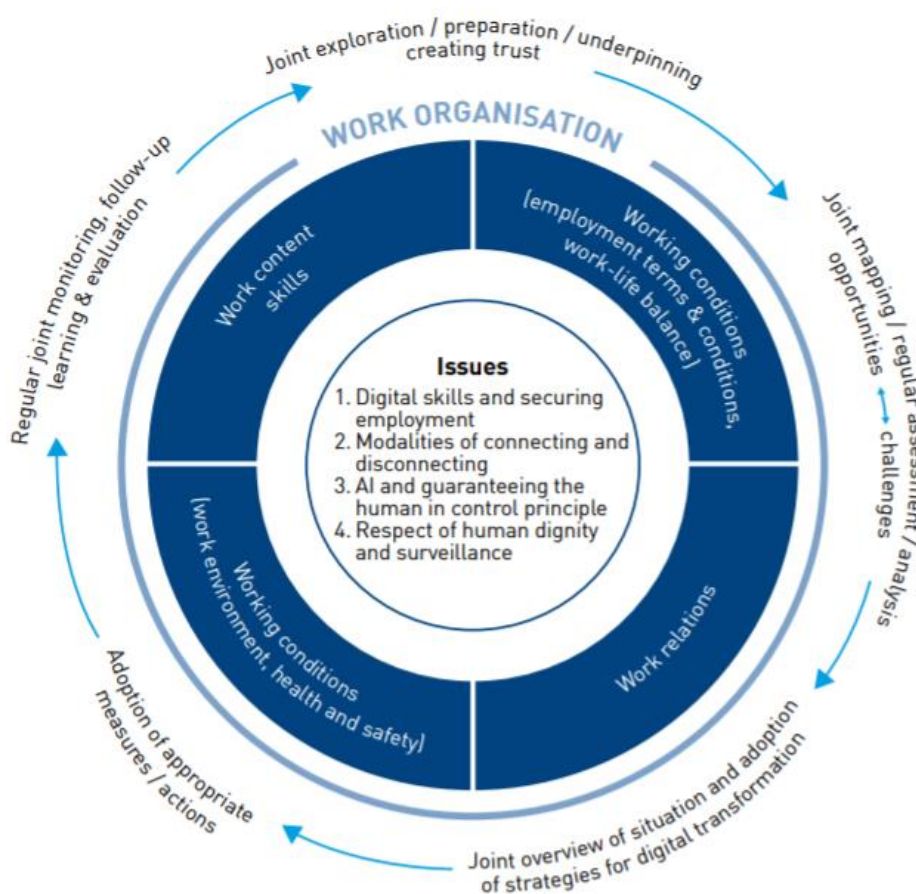 Joint exploration / preparation / underpinning
creating trust
WORK ORGANISATION
Joint mapping / regular assessment / analysis
opportunities
challenges
Joint overview of situation and adoption
of strategies for digital transformation
Adoption of appropriate
measures / actions
Regular joint monitoring, follow-up
learning & evaluation
Work content
skills
Working conditions
(employment terms & conditions,
work-life balance)
Work relations
Working conditions
(work environment, health and safety)
Issues
1. Digital skills and securing
employment
2. Modalities of connecting and
disconnecting
3. AI and guaranteeing the
human in control principle
4. Respect of human dignity
and surveillance